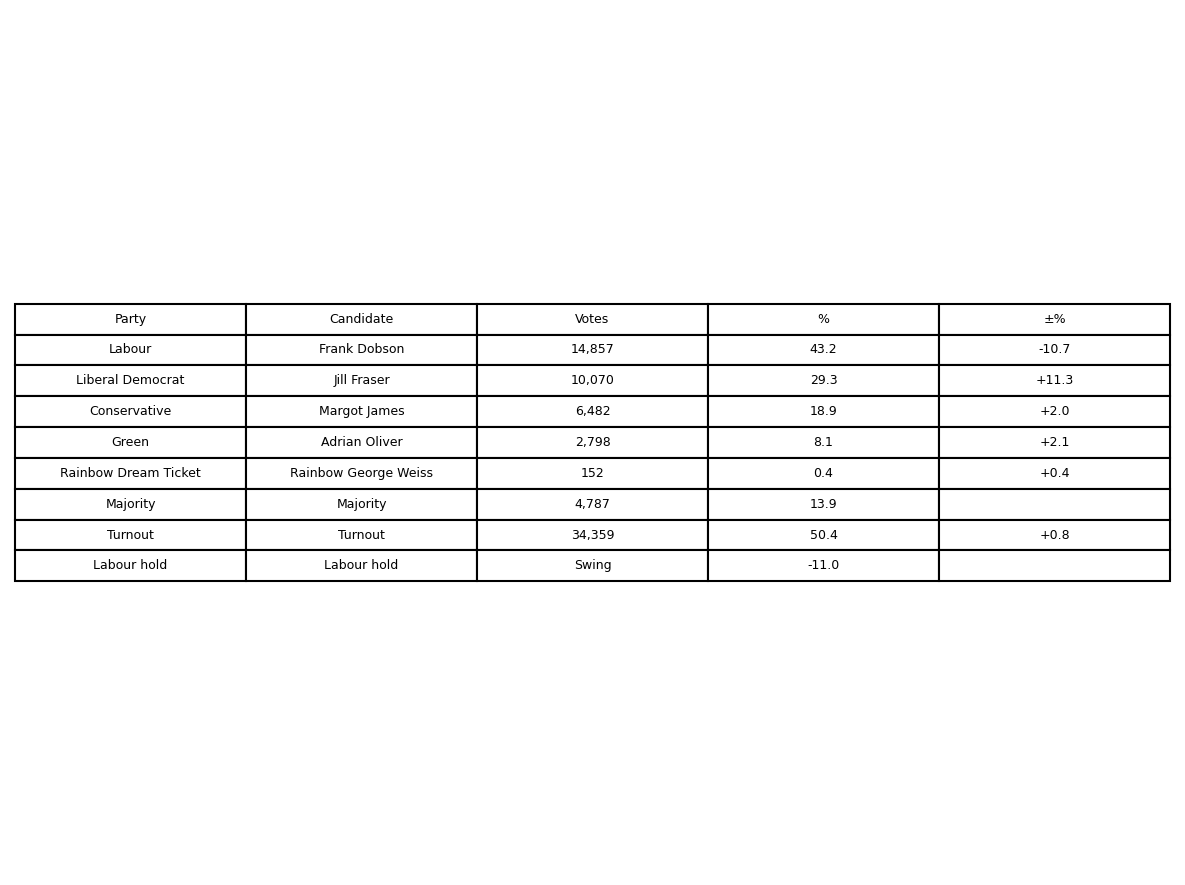 Party Candidate Votes % ±%
Labour Frank Dobson 14,857 43.2 -10.7
Liberal Democrat Jill Fraser 10,070 29.3 +11.3
Conservative Margot James 6,482 18.9 +2.0
Green Adrian Oliver 2,798 8.1 +2.1
Rainbow Dream Ticket Rainbow George Weiss 152 0.4 +0.4
Majority Majority 4,787 13.9
Turnout Turnout 34,359 50.4 +0.8
Labour hold Labour hold Swing -11.0